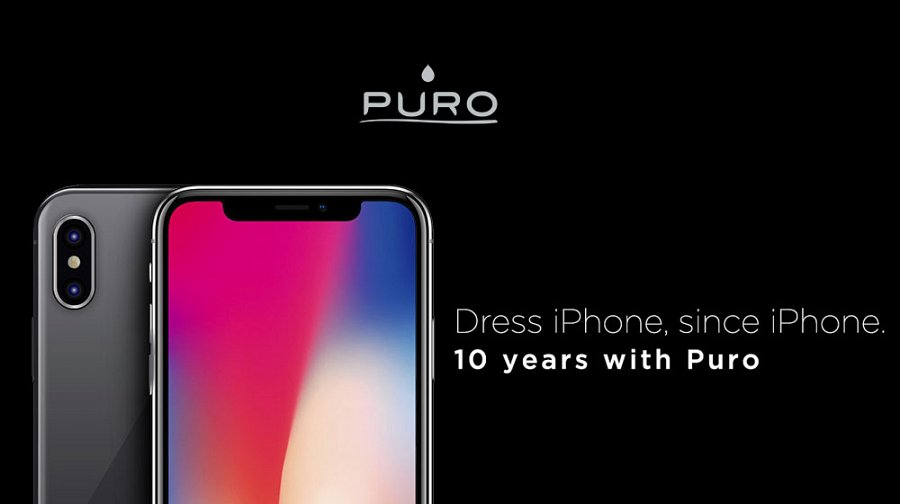 PURO
Dress iPhone, since iPhone.
10 years with Puro